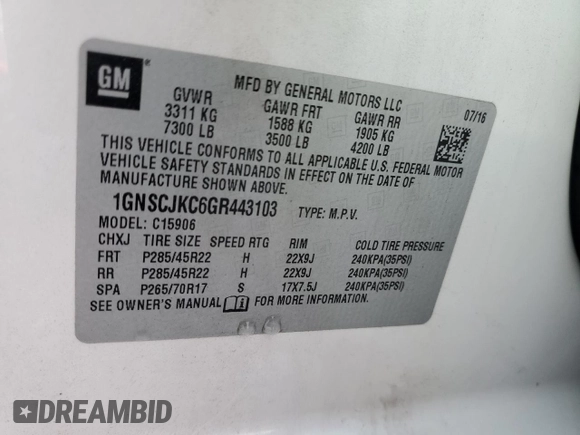 GM
MFD BY GENERAL MOTORS LLC
GVWR GAWR FRT GAWR RR 07/16
3311 KG 1588 KG 1905 KG
7300 LB 3500 LB 4200 LB
THIS VEHICLE CONFORMS TO ALL APPLICABLE U.S. FEDERAL MOTOR
VEHICLE SAFETY STANDARDS IN EFFECT ON THE DATE OF
MANUFACTURE SHOWN ABOVE.
1GNSCJKC6GR443103 TYPE: M.P.V.
MODEL: C15906
CHXJ TIRE SIZE SPEED RTG RIM COLD TIRE PRESSURE
FRT P285/45R22 H 22X9J 240KPA(35PSI)
RR P285/45R22 H 22X9J 240KPA(35PSI)
SPA P265/70R17 S 17X7.5J 240KPA(35PSI)
SEE OWNER'S MANUAL FOR MORE INFORMATION.
DREAMBID